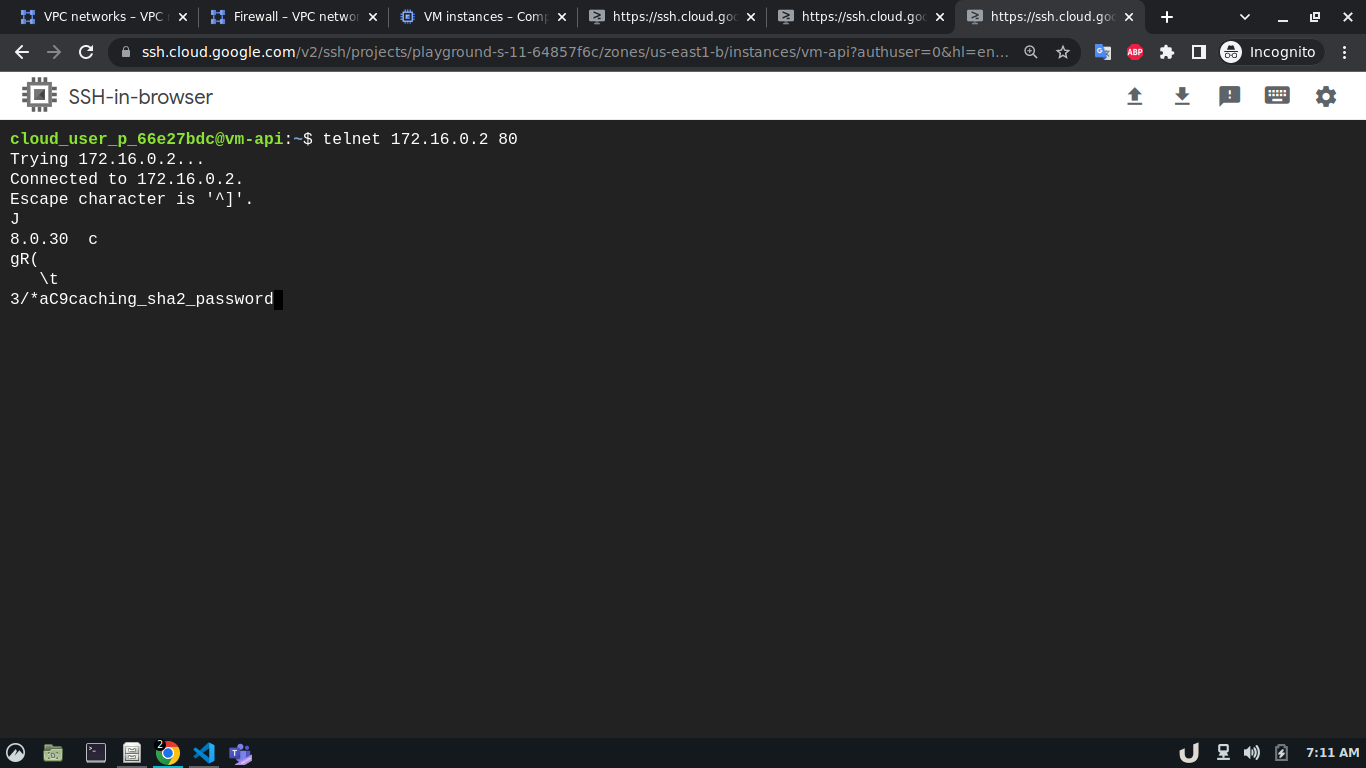 VPC networks – VPC
Firewall – VPC netwo
VM instances – Com
https://ssh.cloud.goo
https://ssh.cloud.goo
https://ssh.cloud.goo
ssh.cloud.google.com/v2/ssh/projects/playground-s-11-64857f6c/zones/us-east1-b/instances/vm-api?authuser=0&hl=en...
ABP
Incognito
SSH-in-browser
cloud_user_p_66e27bdc@vm-api:~$ telnet 172.16.0.2 80
Trying 172.16.0.2...
Connected to 172.16.0.2.
Escape character is '^]'.
J
8.0.30  c
gR(
   \t
3/*aC9caching_sha2_password
2
7:11 AM